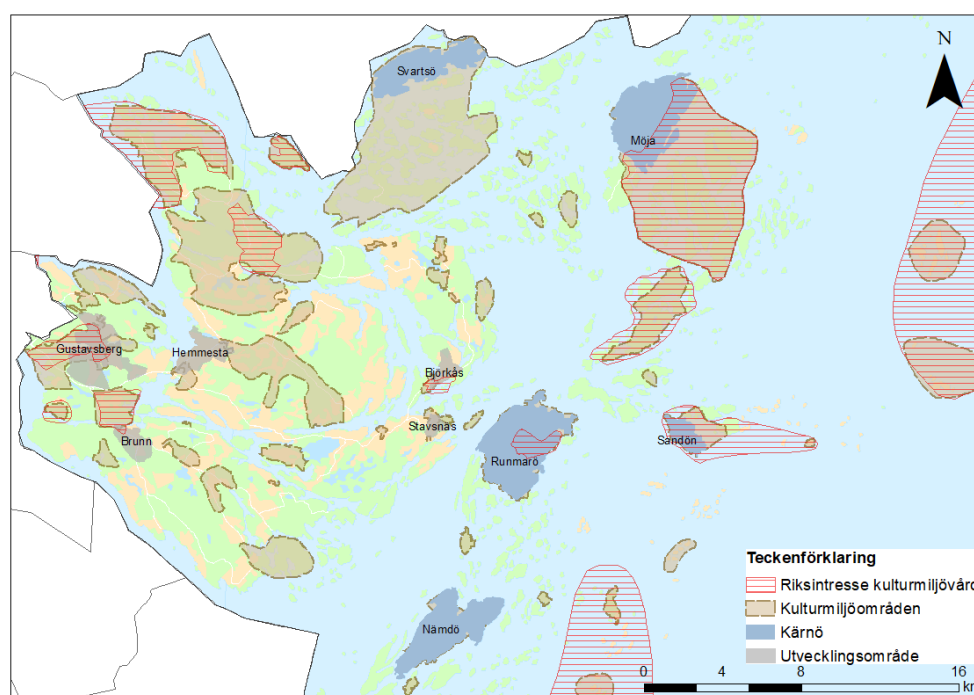 N
Svartsö
Möja
Gustavsberg
Hemmesta
Björkås
Stavsnäs
Brunn
Runmarö
Sandön
Nämdö
Teckenförklaring
Riksintresse kulturmiljövård
Kulturmiljöområden
Kärnö
Utvecklingsområde
0 4 8 16
km